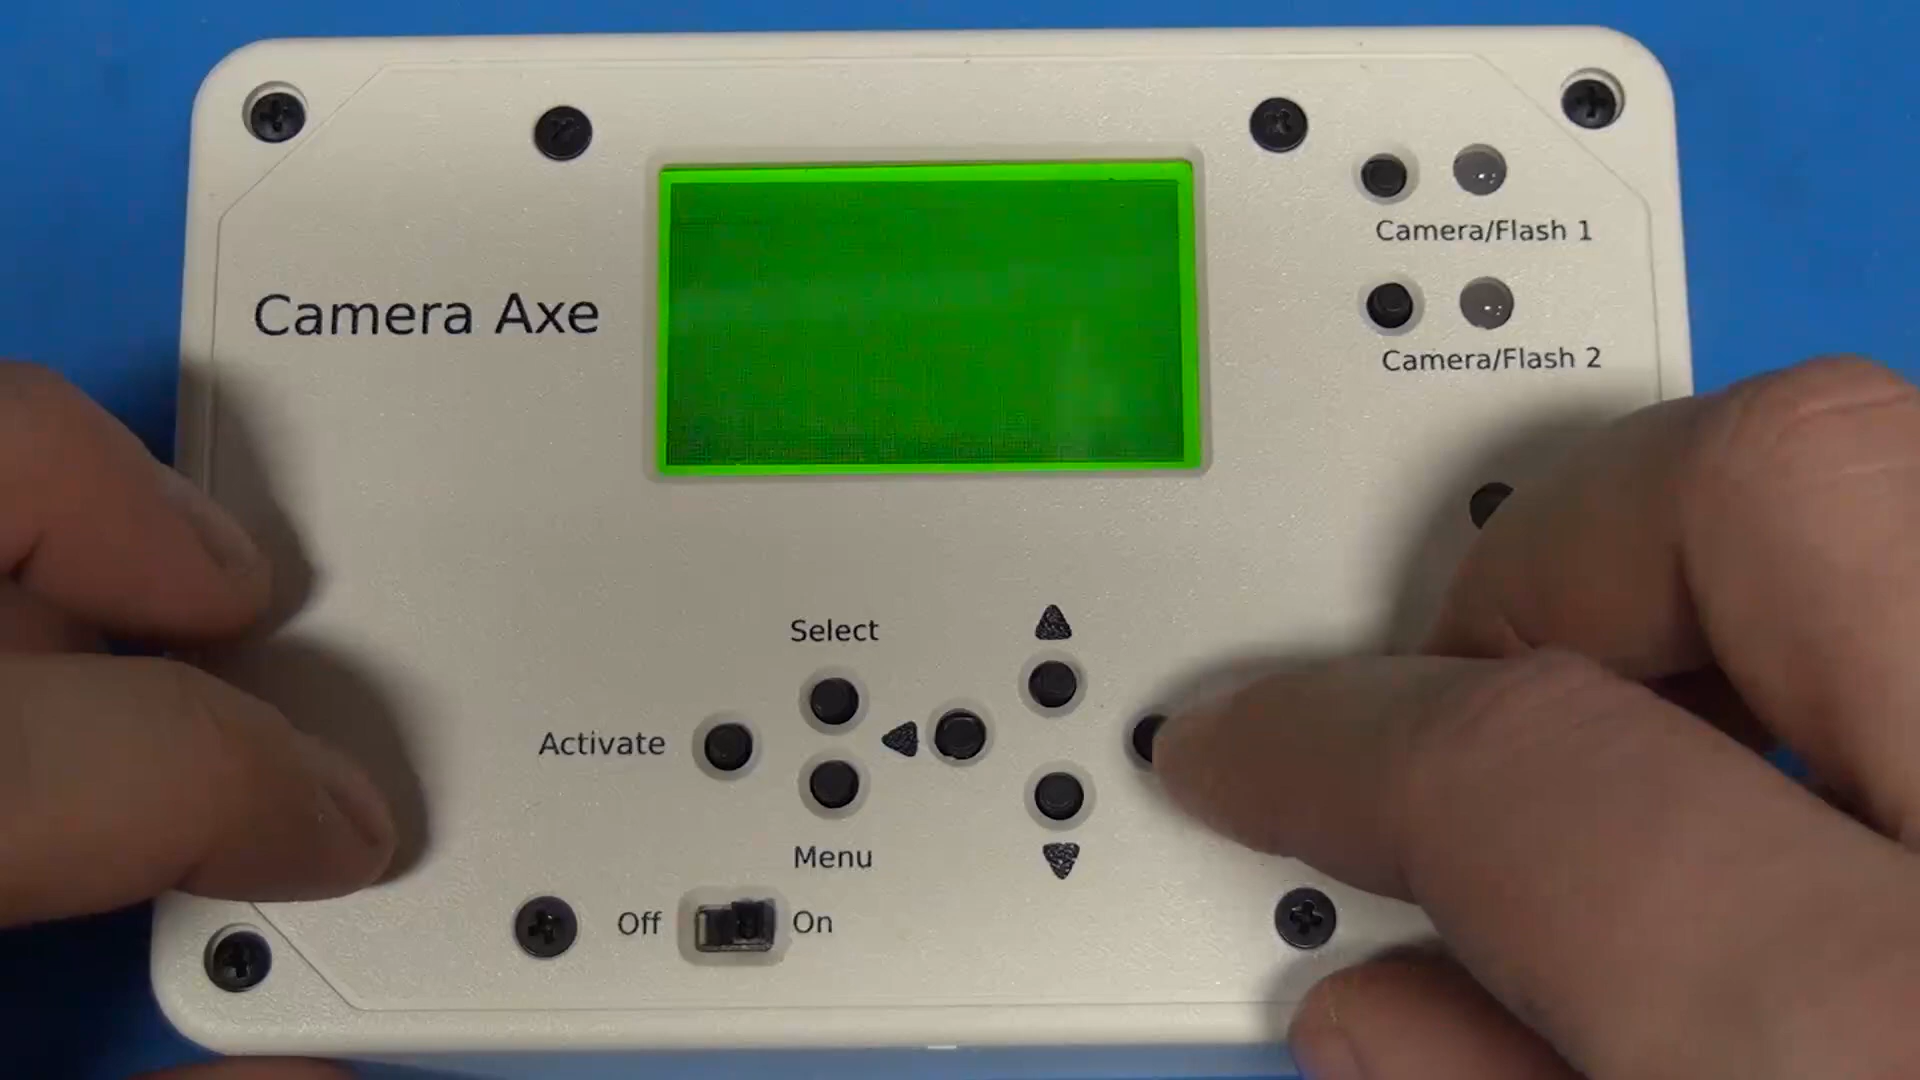 Camera/Flash 1
Camera Axe
Camera/Flash 2
Select
Activate
Menu
Off
On